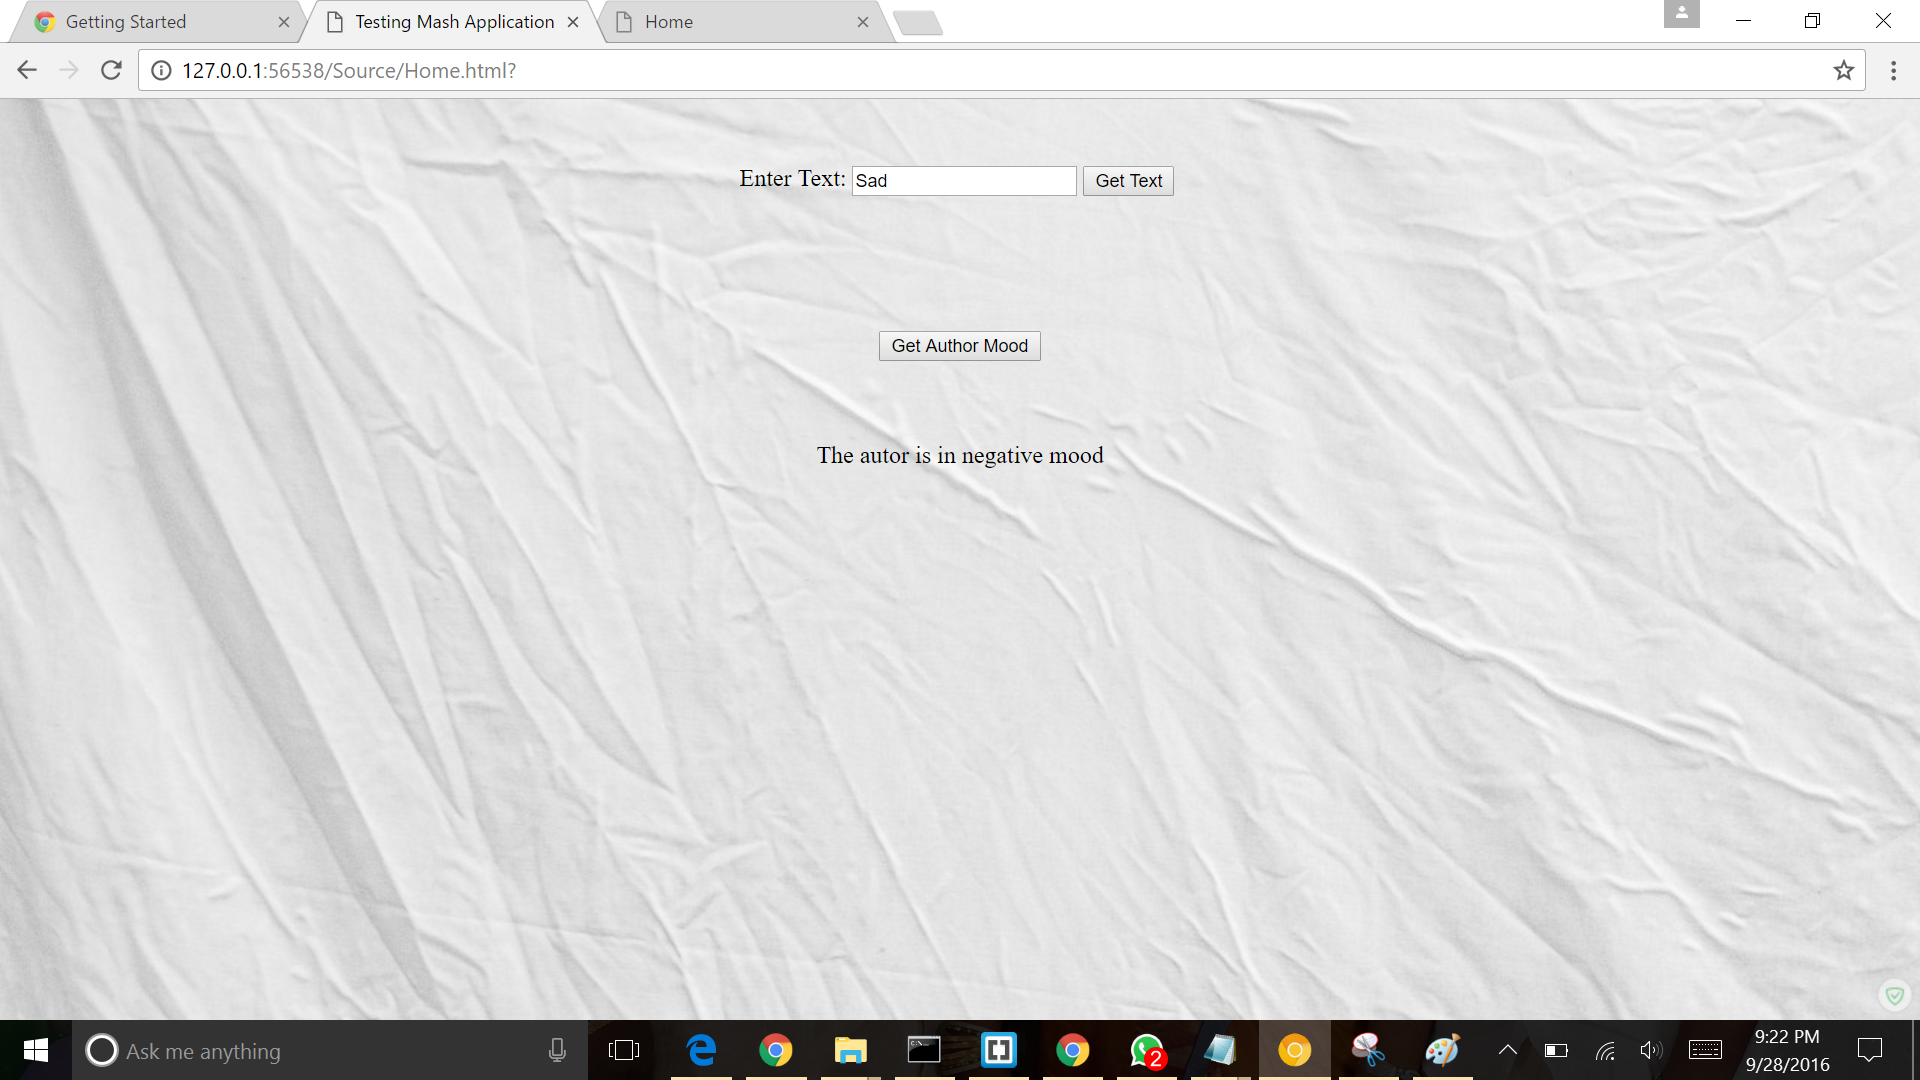 Getting Started
Testing Mash Application
Home
127.0.0.1:56538/Source/Home.html?
Enter Text: Sad Get Text
Get Author Mood
The autor is in negative mood
Ask me anything
C:\_
2
9:22 PM
9/28/2016